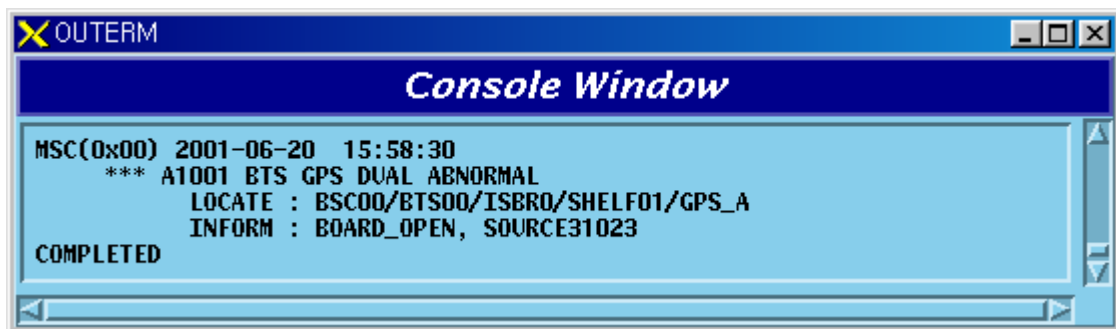 OUTERM
Console Window
MSC(0x00) 2001-06-20 15:58:30
*** A1001 BTS GPS DUAL ABNORMAL
LOCATE : BSC00/BTS00/ISBR0/SHELF01/GPS_A
INFORM : BOARD_OPEN, SOURCE31023
COMPLETED